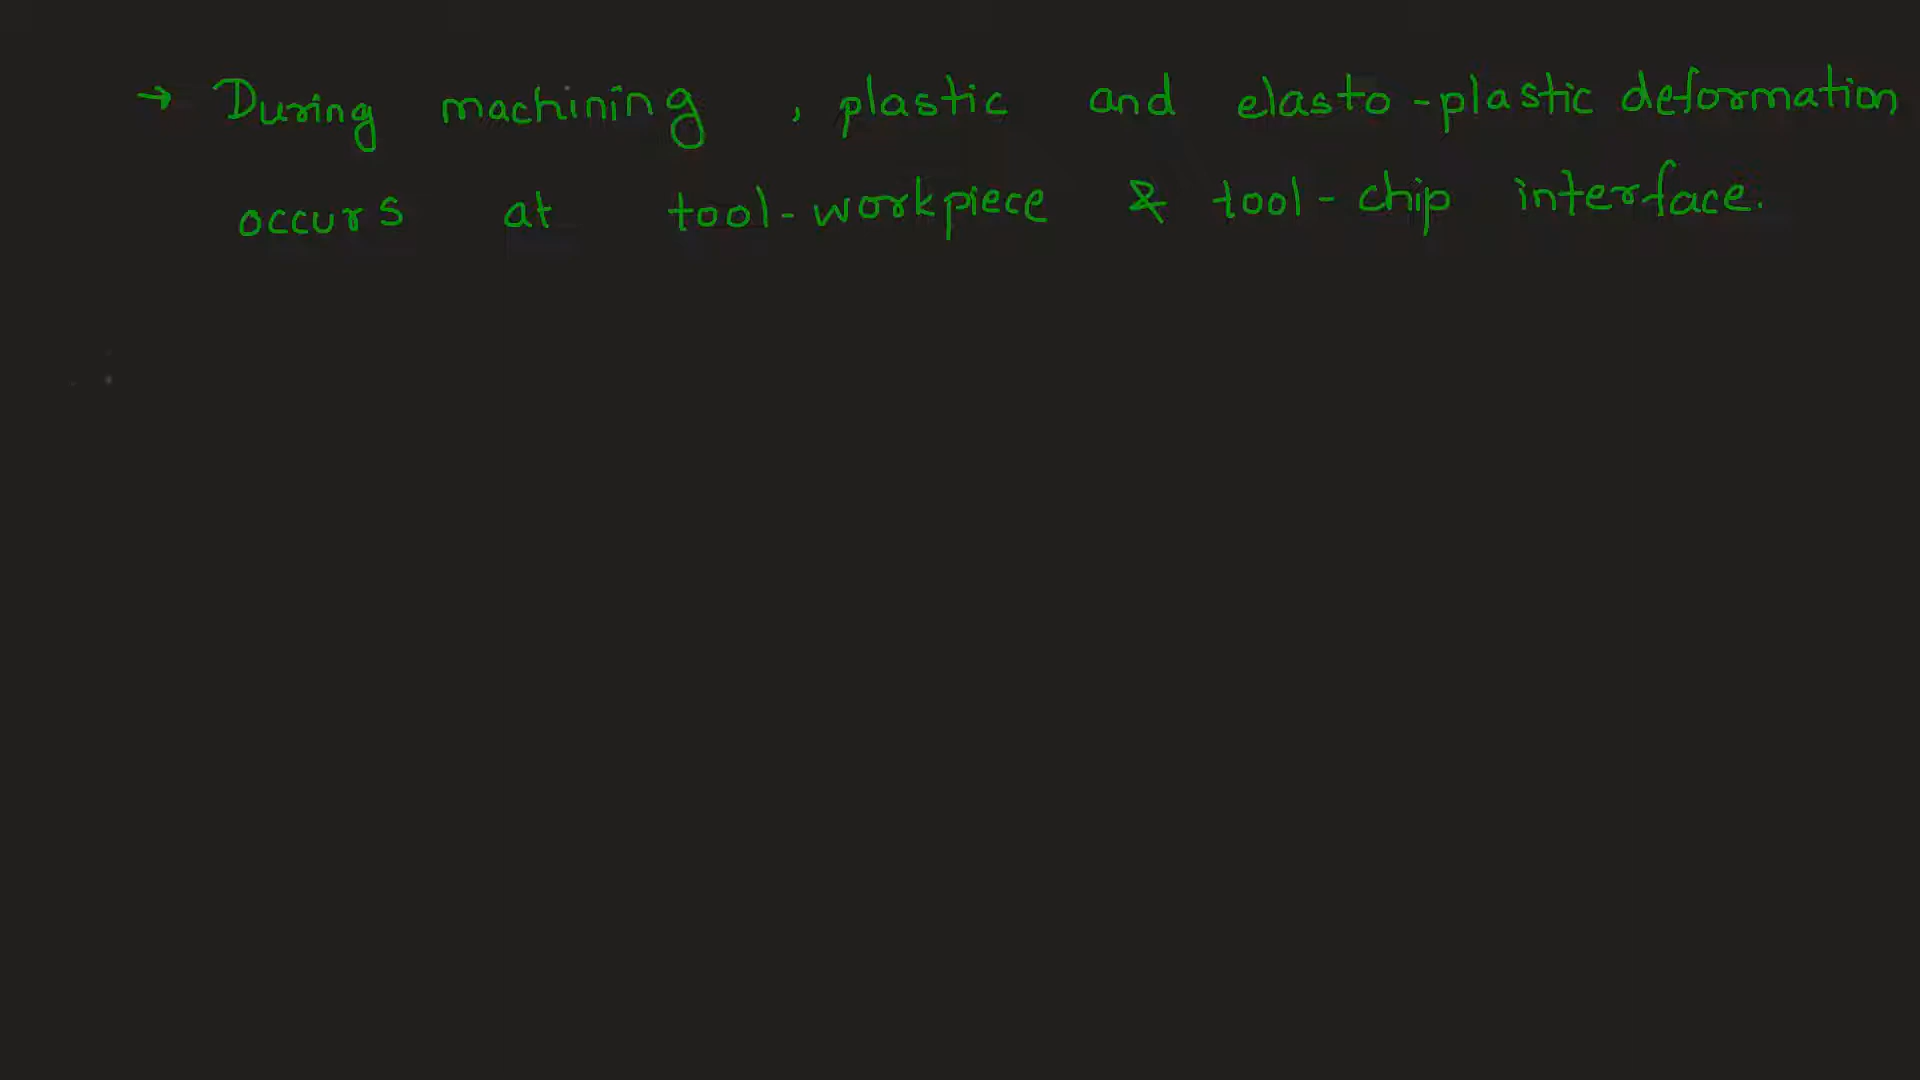 → During machining, plastic and elasto-plastic deformation
occurs at tool-workpiece & tool-chip interface.